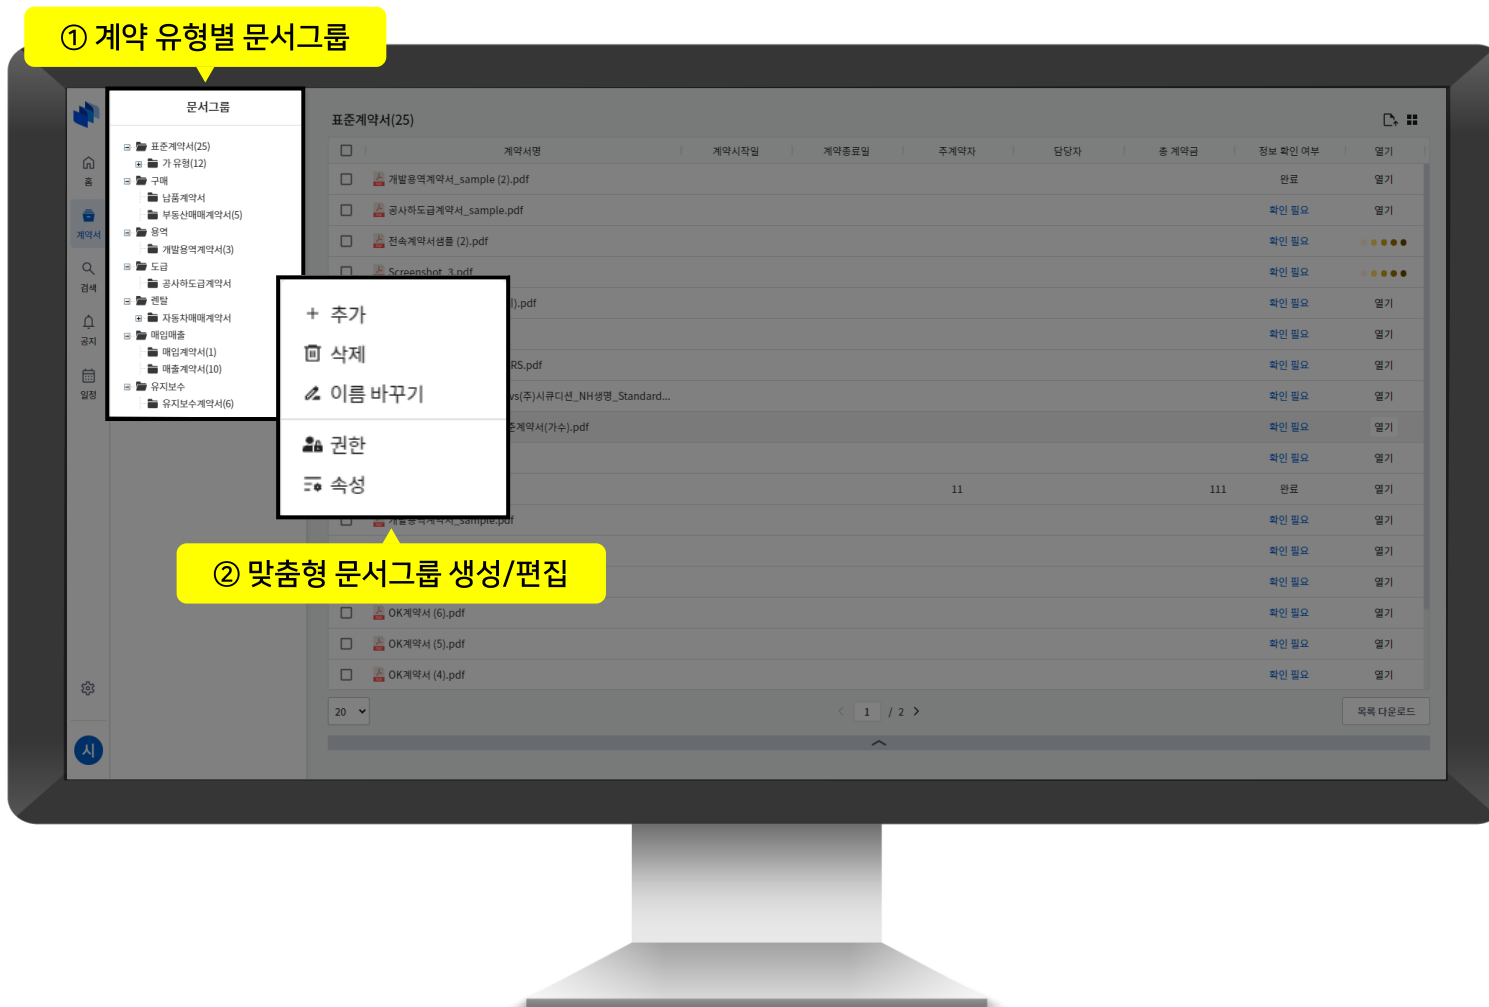 ① 계약 유형별 문서그룹
문서그룹
표준계약서(25)
가 유형(12)
구매
납품계약서
부동산매매계약서(5)
용역
개발용역계약서(3)
도급
공사하도급계약서
렌탈
자동차매매계약서
매입매출
매입계약서(1)
매출계약서(10)
유지보수
유지보수계약서(6)
홈
계약서
검색
공지
일정
시
추가
삭제
이름 바꾸기
권한
속성
② 맞춤형 문서그룹 생성/편집
표준계약서(25)
계약서명 계약시작일 계약종료일 주계약자 담당자 총 계약금 정보 확인 여부 열기
개발용역계약서_sample (2).pdf 완료 열기
공사하도급계약서_sample.pdf 확인 필요 열기
전속계약서샘플 (2).pdf 확인 필요
Screenshot_3.pdf 확인 필요
).pdf 확인 필요 열기
확인 필요 열기
RS.pdf 확인 필요 열기
vs(주)시큐디션_NH생명_Standard... 확인 필요 열기
준계약서(가수).pdf 확인 필요 열기
확인 필요 열기
11 111 완료 열기
개발용역계약서_sample.pdf 확인 필요 열기
확인 필요 열기
확인 필요 열기
OK계약서 (6).pdf 확인 필요 열기
OK계약서 (5).pdf 확인 필요 열기
OK계약서 (4).pdf 확인 필요 열기
20 1 / 2 목록 다운로드